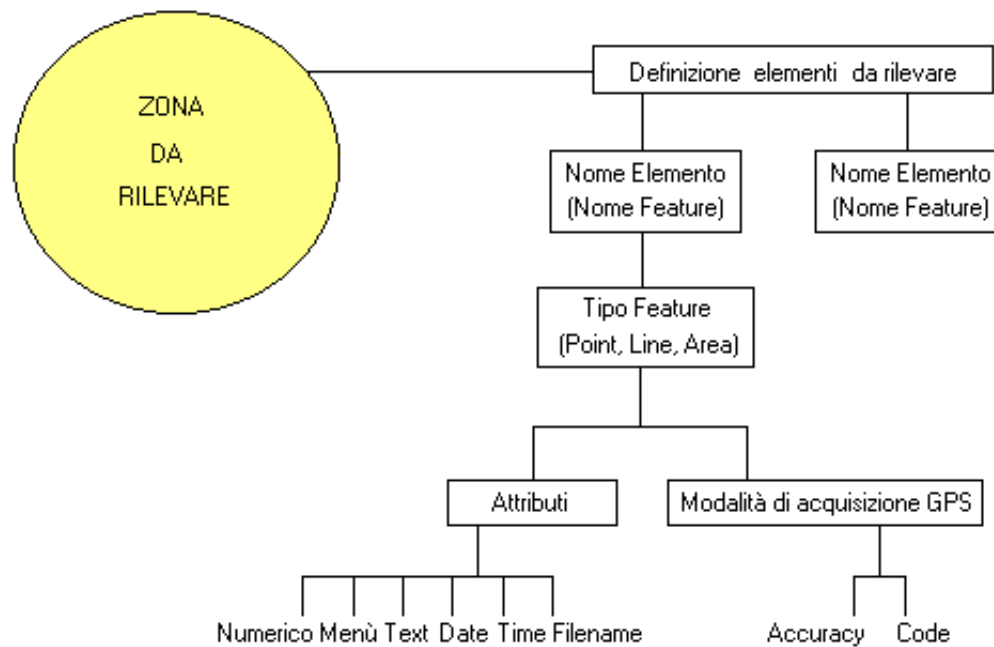 ZONA
DA
RILEVARE
Definizione elementi da rilevare
Nome Elemento
(Nome Feature)
Nome Elemento
(Nome Feature)
Tipo Feature
(Point, Line, Area)
Attributi
Modalità di acquisizione GPS
Numerico Menù Text Date Time Filename
Accuracy Code